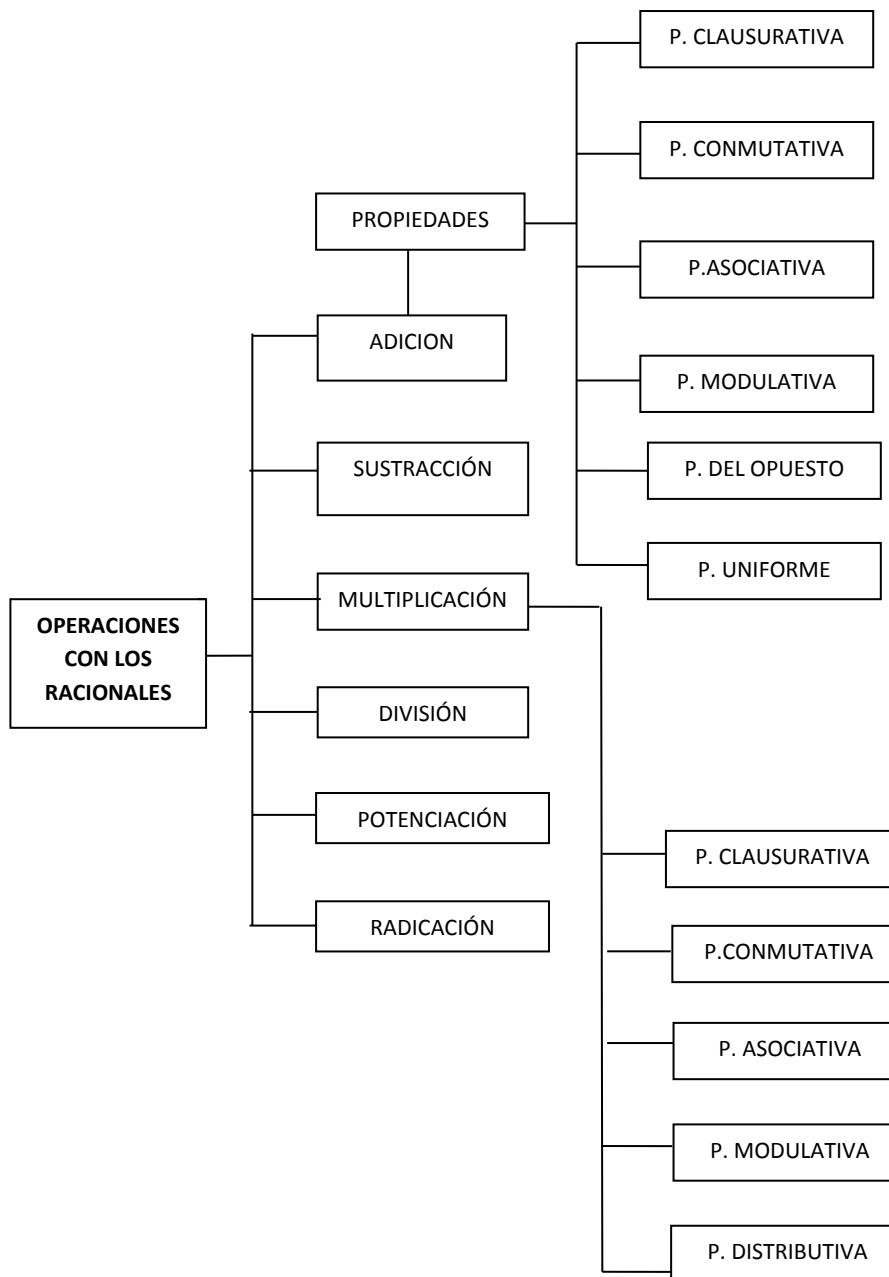 P. CLAUSURATIVA
P. CONMUTATIVA
PROPIEDADES
P.ASOCIATIVA
ADICION
P. MODULATIVA
SUSTRACCIÓN
P. DEL OPUESTO
P. UNIFORME
MULTIPLICACIÓN
OPERACIONES
CON LOS
RACIONALES
DIVISIÓN
POTENCIACIÓN
P. CLAUSURATIVA
RADICACIÓN
P.CONMUTATIVA
P. ASOCIATIVA
P. MODULATIVA
P. DISTRIBUTIVA